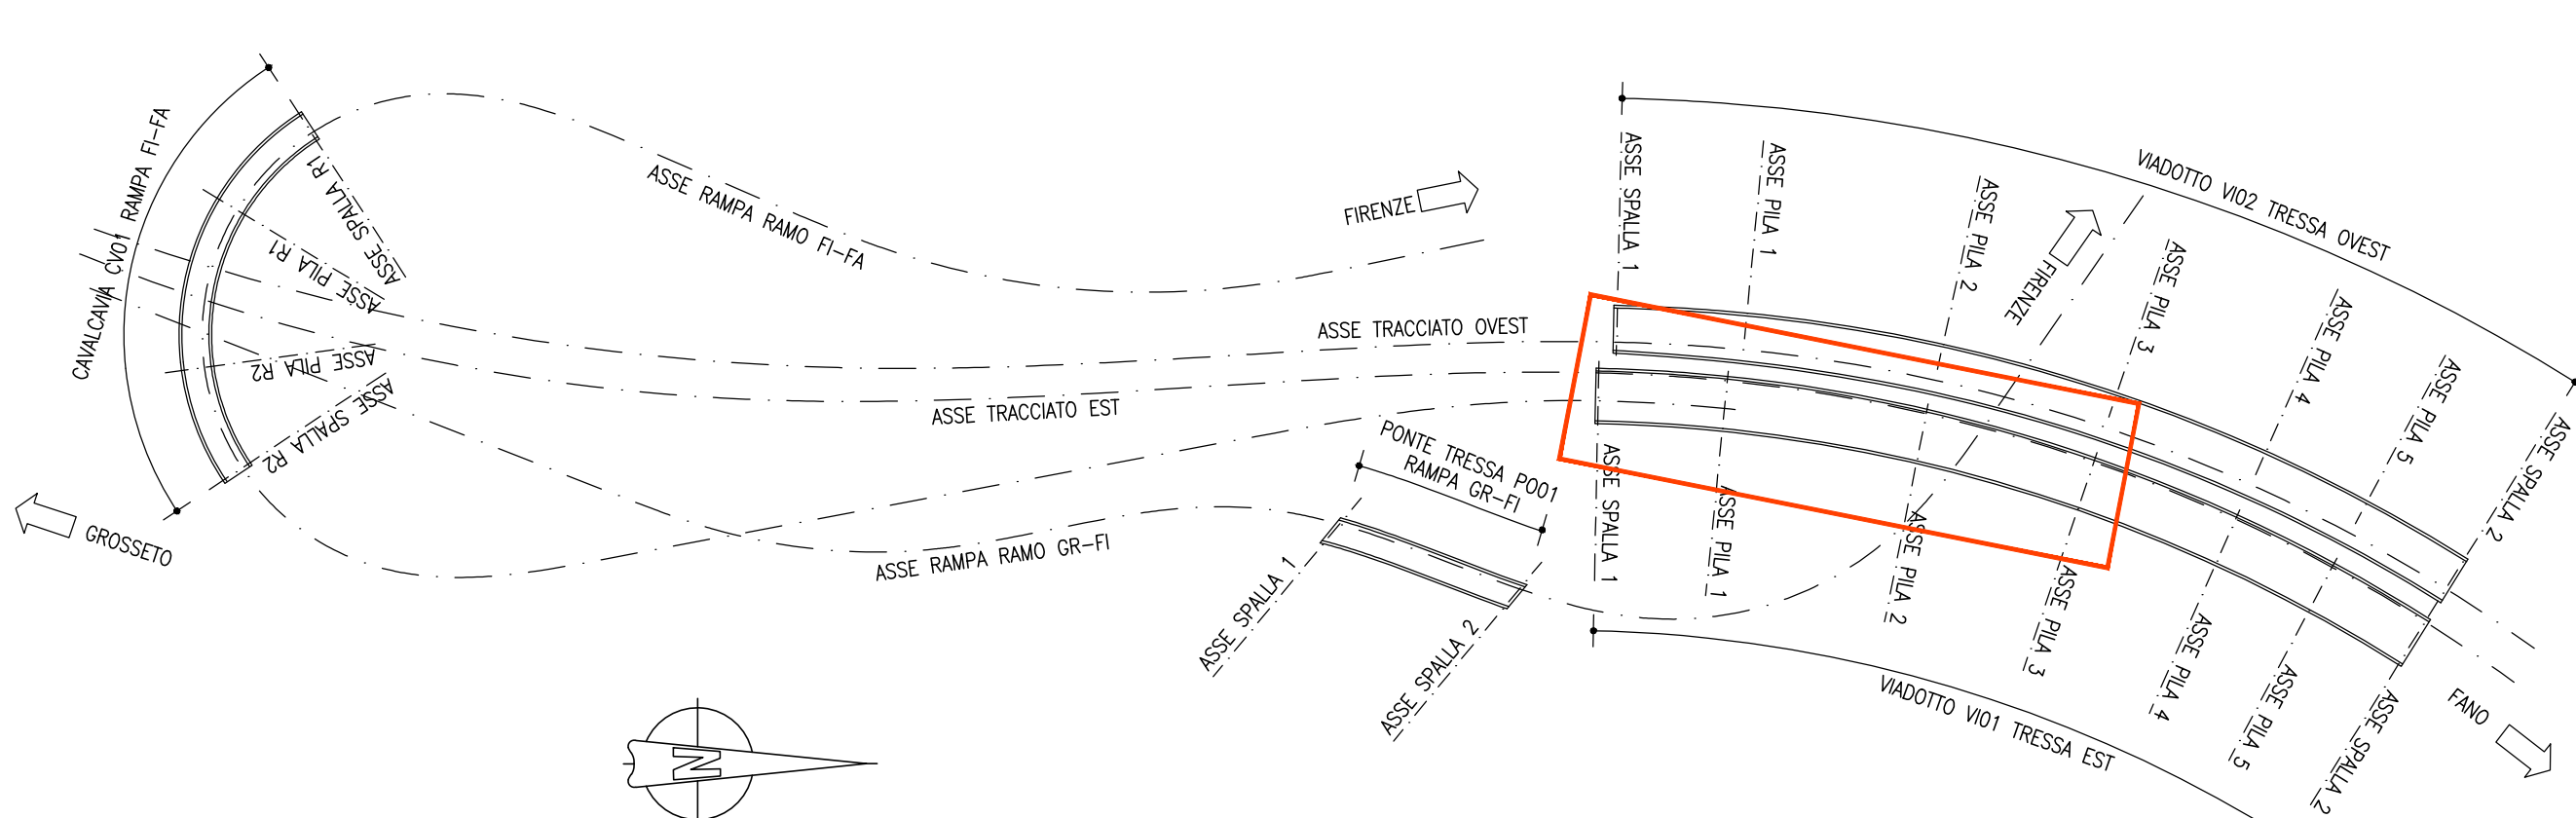 CAVALCAVIA CV01 RAMPA FI-FA
ASSE SPALLA R1
ASSE PILA R1
ASSE PILA R2
ASSE SPALLA R2
GROSSETO
ASSE RAMPA RAMO FI-FA
FIRENZE
ASSE TRACCIATO OVEST
ASSE TRACCIATO EST
ASSE RAMPA RAMO GR-FI
PONTE TRESSA PO01
RAMPA GR-FI
ASSE SPALLA 1
ASSE SPALLA 2
N
VIADOTTO VI02 TRESSA OVEST
ASSE SPALLA 1
ASSE PILA 1
ASSE PILA 2
FIRENZE
ASSE PILA 3
ASSE PILA 4
ASSE PILA 5
ASSE SPALLA 2
ASSE SPALLA 1
ASSE PILA 1
ASSE PILA 2
ASSE PILA 3
ASSE PILA 4
ASSE PILA 5
ASSE SPALLA 2
VIADOTTO VI01 TRESSA EST
FANO